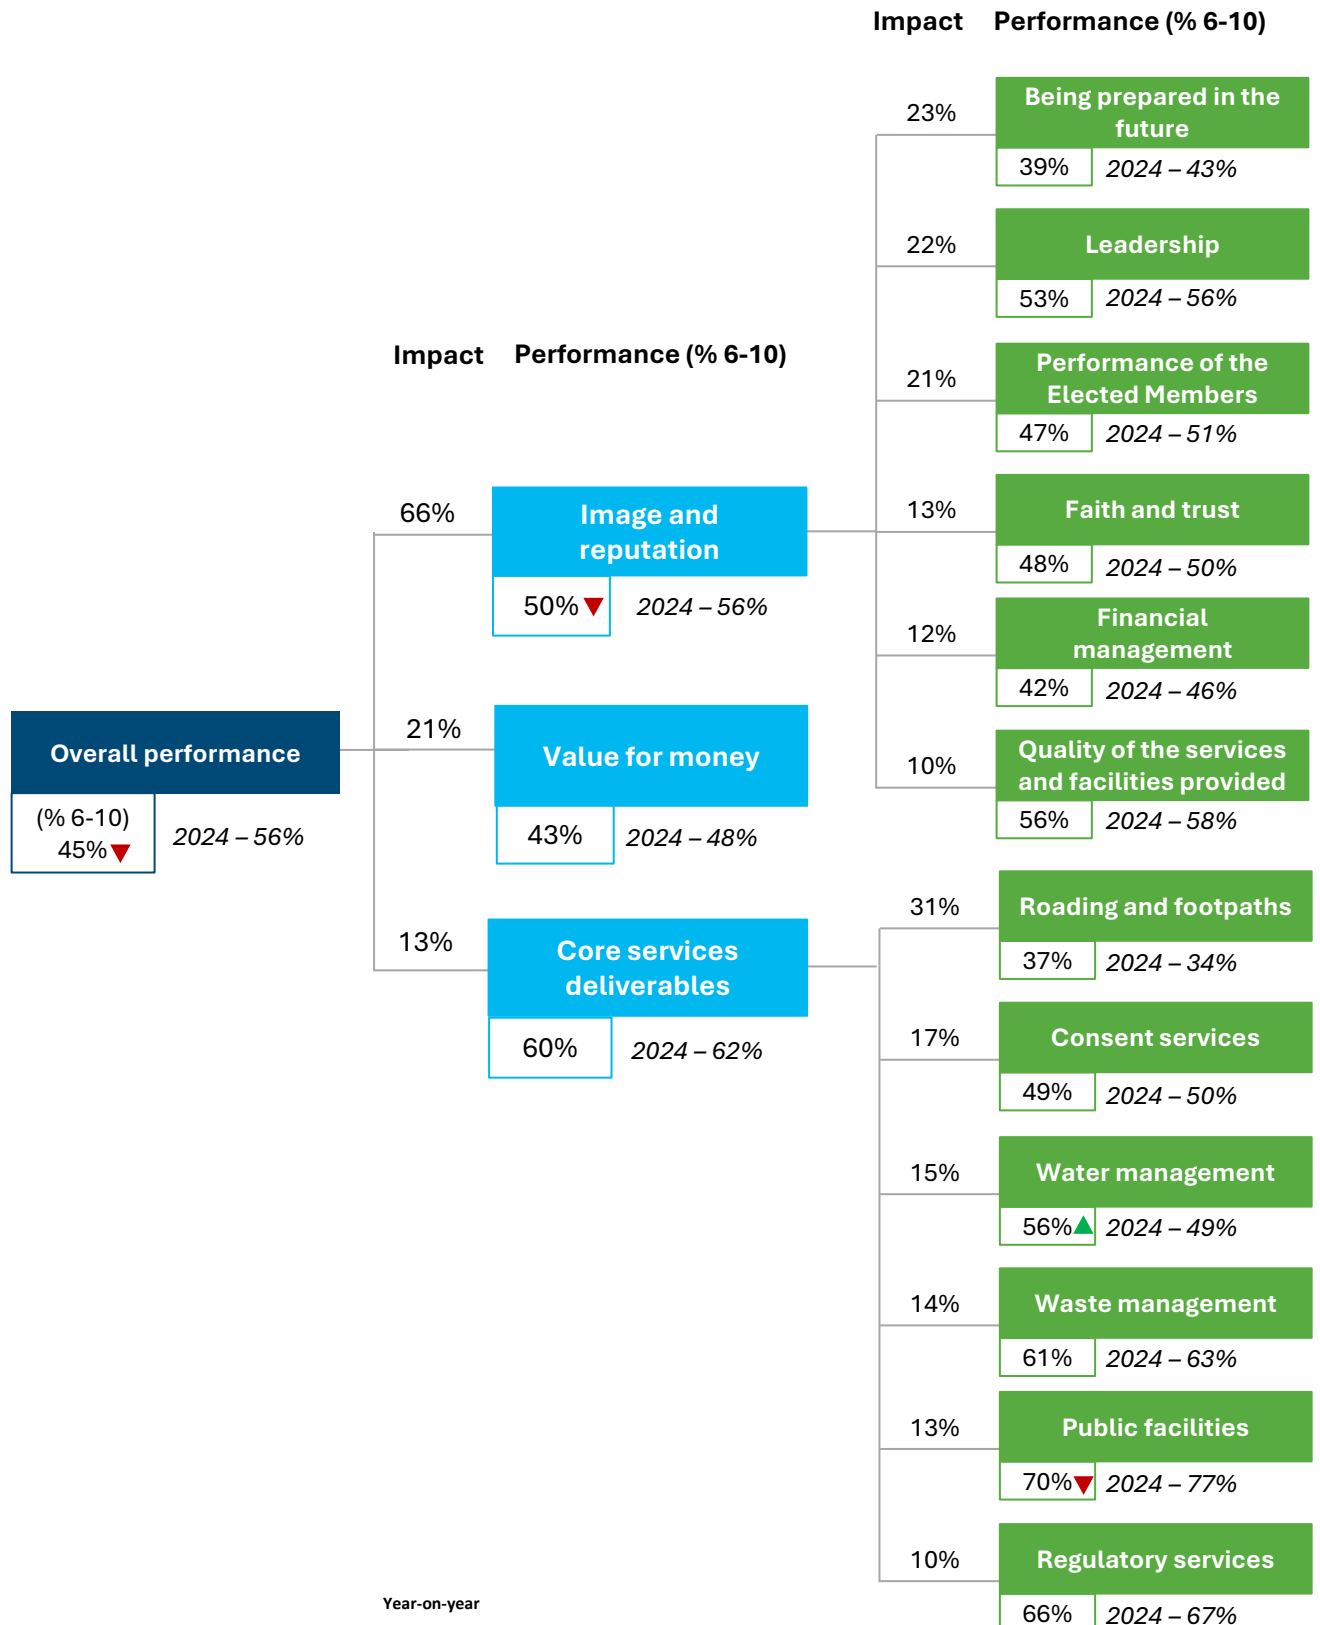 Impact Performance (% 6-10)
23%
Being prepared in the
future
39% 2024 – 43%
22%
Leadership
53% 2024 – 56%
Impact Performance (% 6-10)
21%
Performance of the
Elected Members
47% 2024 – 51%
66%
Image and
reputation
50% 2024 – 56%
13%
Faith and trust
48% 2024 – 50%
12%
Financial
management
42% 2024 – 46%
Overall performance
(% 6-10)
45% 2024 – 56%
21%
Value for money
43% 2024 – 48%
10%
Quality of the services
and facilities provided
56% 2024 – 58%
13%
Core services
deliverables
60% 2024 – 62%
31%
Roading and footpaths
37% 2024 – 34%
17%
Consent services
49% 2024 – 50%
15%
Water management
56% 2024 – 49%
14%
Waste management
61% 2024 – 63%
13%
Public facilities
70% 2024 – 77%
10%
Regulatory services
66% 2024 – 67%
Year-on-year